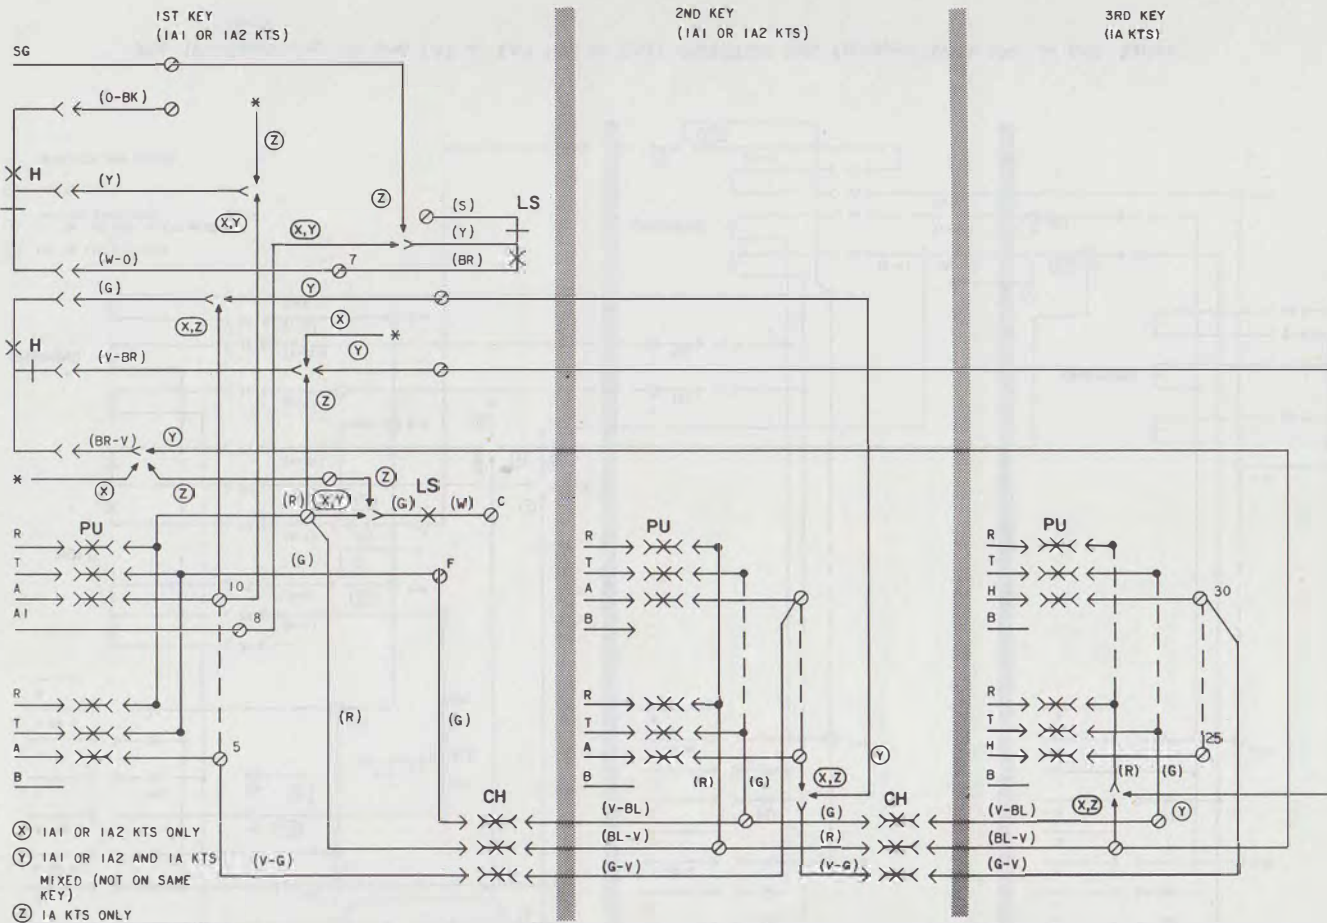 1ST KEY
(1A1 OR 1A2 KTS)
2ND KEY
(1A1 OR 1A2 KTS)
3RD KEY
(1A KTS)
SG
(O-BK)
*
Z
H
(Y)
X,Y
Z
(S)
LS
X,Y
(Y)
(W-O)
7
(BR)
(G)
Y
X,Z
X
*
H
Y
(V-BR)
Z
(BR-V)
Y
*
X
Z
Z
LS
(R)
X,Y
(G)
(W)
C
PU
PU
PU
R
T
A
A1
(G)
F
10
8
R
T
A
B
R
T
H
B
30
R
T
A
B
5
(R)
(G)
R
T
A
B
(R)
(G)
Y
X,Z
R
T
H
B
25
(R)
(G)
X,Z
Y
CH
(V-BL)
(G)
CH
(V-BL)
(BL-V)
(R)
(BL-V)
(V-G)
(G-V)
(V-G)
(G-V)
X 1A1 OR 1A2 KTS ONLY
Y 1A1 OR 1A2 AND 1A KTS
MIXED (NOT ON SAME
KEY)
Z 1A KTS ONLY